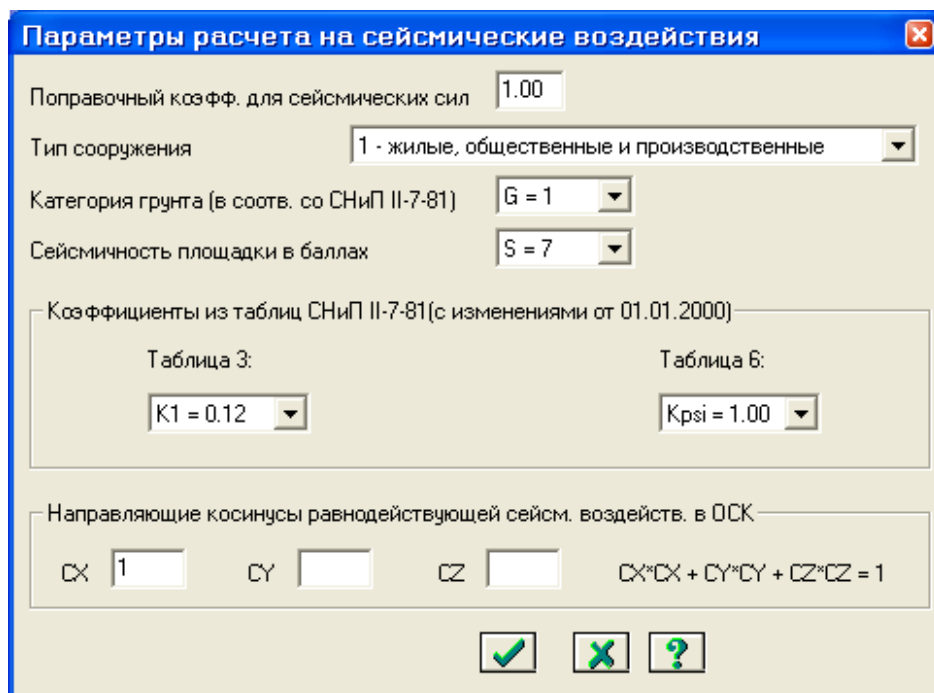 Параметры расчета на сейсмические воздействия
Поправочный коэфф. для сейсмических сил 1.00
Тип сооружения 1 - жилые, общественные и производственные
Категория грунта (в соотв. со СНиП II-7-81) G = 1
Сейсмичность площадки в баллах S = 7
Коэффициенты из таблиц СНиП II-7-81(с изменениями от 01.01.2000)
Таблица 3: Таблица 6:
K1 = 0.12 Kpsi = 1.00
Направляющие косинусы равнодействующей сейсм. воздейств. в ОСК
CX 1 CY CZ CX*CX + CY*CY + CZ*CZ = 1
?